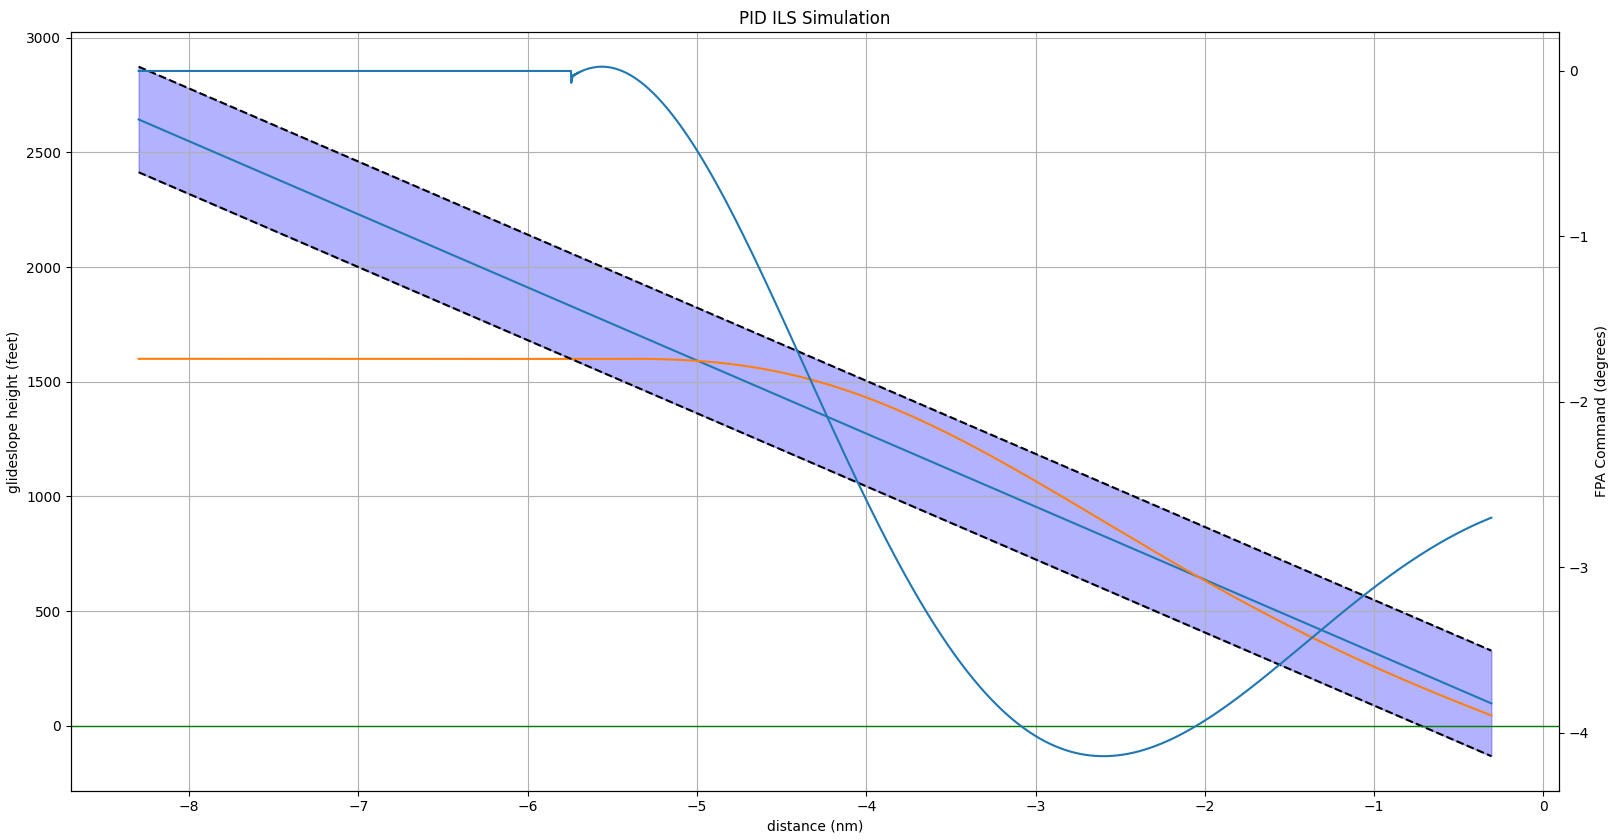 PID ILS Simulation
3000
2500
2000
1500
1000
500
0
glideslope height (feet)
0
−1
−2
−3
−4
FPA Command (degrees)
−8 −7 −6 −5 −4 −3 −2 −1 0
distance (nm)